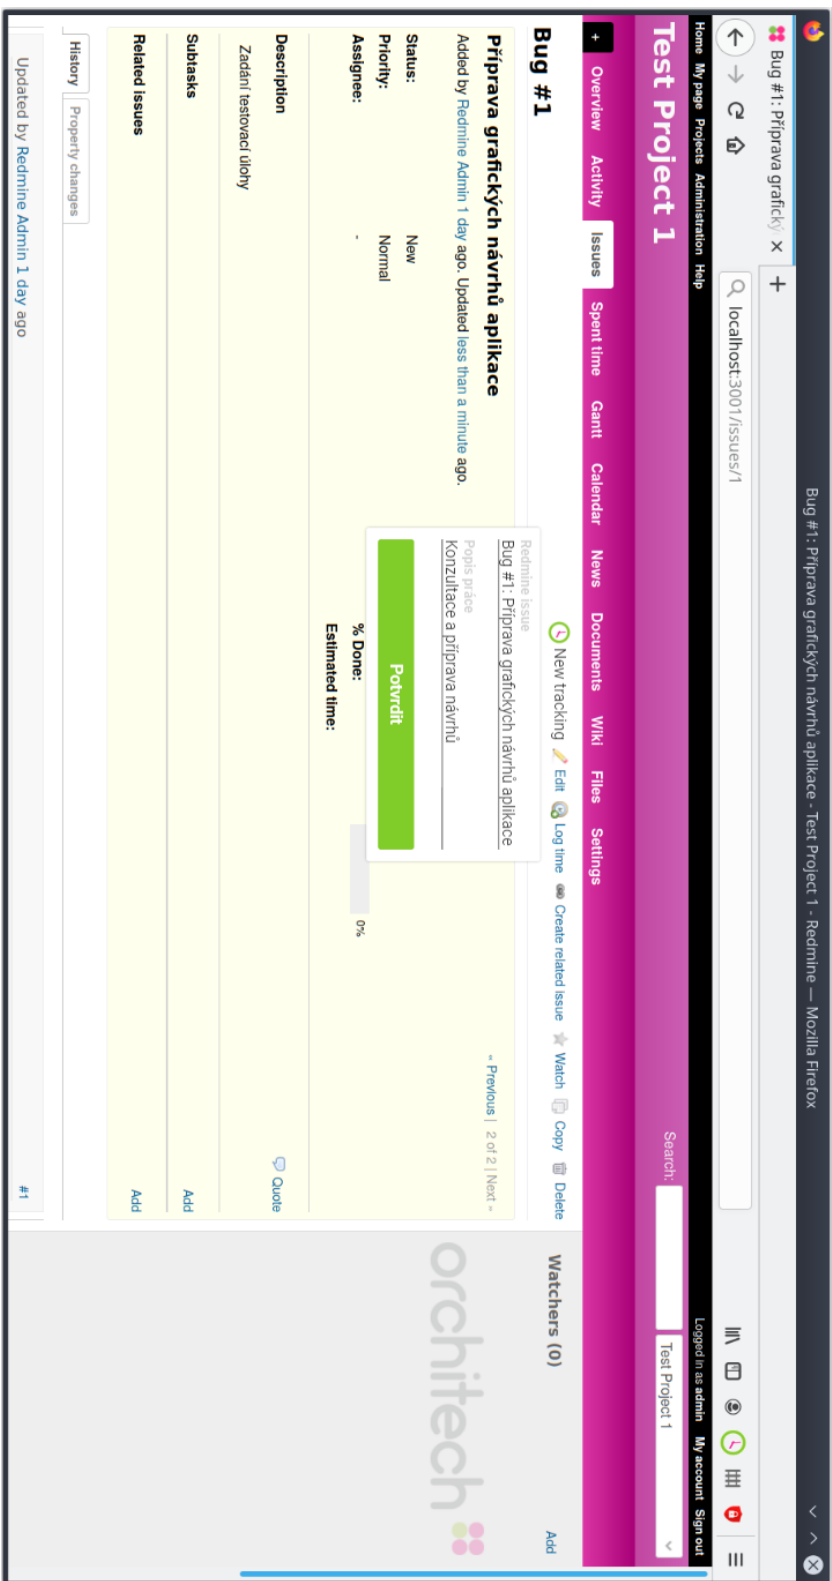 Bug #1: Příprava grafických návrhů aplikace - Test Project 1 - Redmine — Mozilla Firefox
Bug #1: Příprava grafický
localhost:3001/issues/1
Home My page Projects Administration Help
Logged in as admin My account Sign out
Test Project 1
Search:
Test Project 1
+ Overview Activity Issues Spent time Gantt Calendar News Documents Wiki Files Settings
Bug #1
New tracking Edit Log time Create related issue Watch Copy Delete
Redmine issue
Bug #1: Příprava grafických návrhů aplikace
Popis práce
Konzultace a příprava návrhů
Potvrdit
« Previous | 2 of 2 | Next »
Příprava grafických návrhů aplikace
Added by Redmine Admin 1 day ago. Updated less than a minute ago.
Status: New
Priority: Normal
Assignee: -
% Done: 0%
Estimated time:
Description
Quote
Zadání testovací úlohy
Subtasks
Add
Related issues
Add
History Property changes
Updated by Redmine Admin 1 day ago
#1
Watchers (0)
Add
orchitech